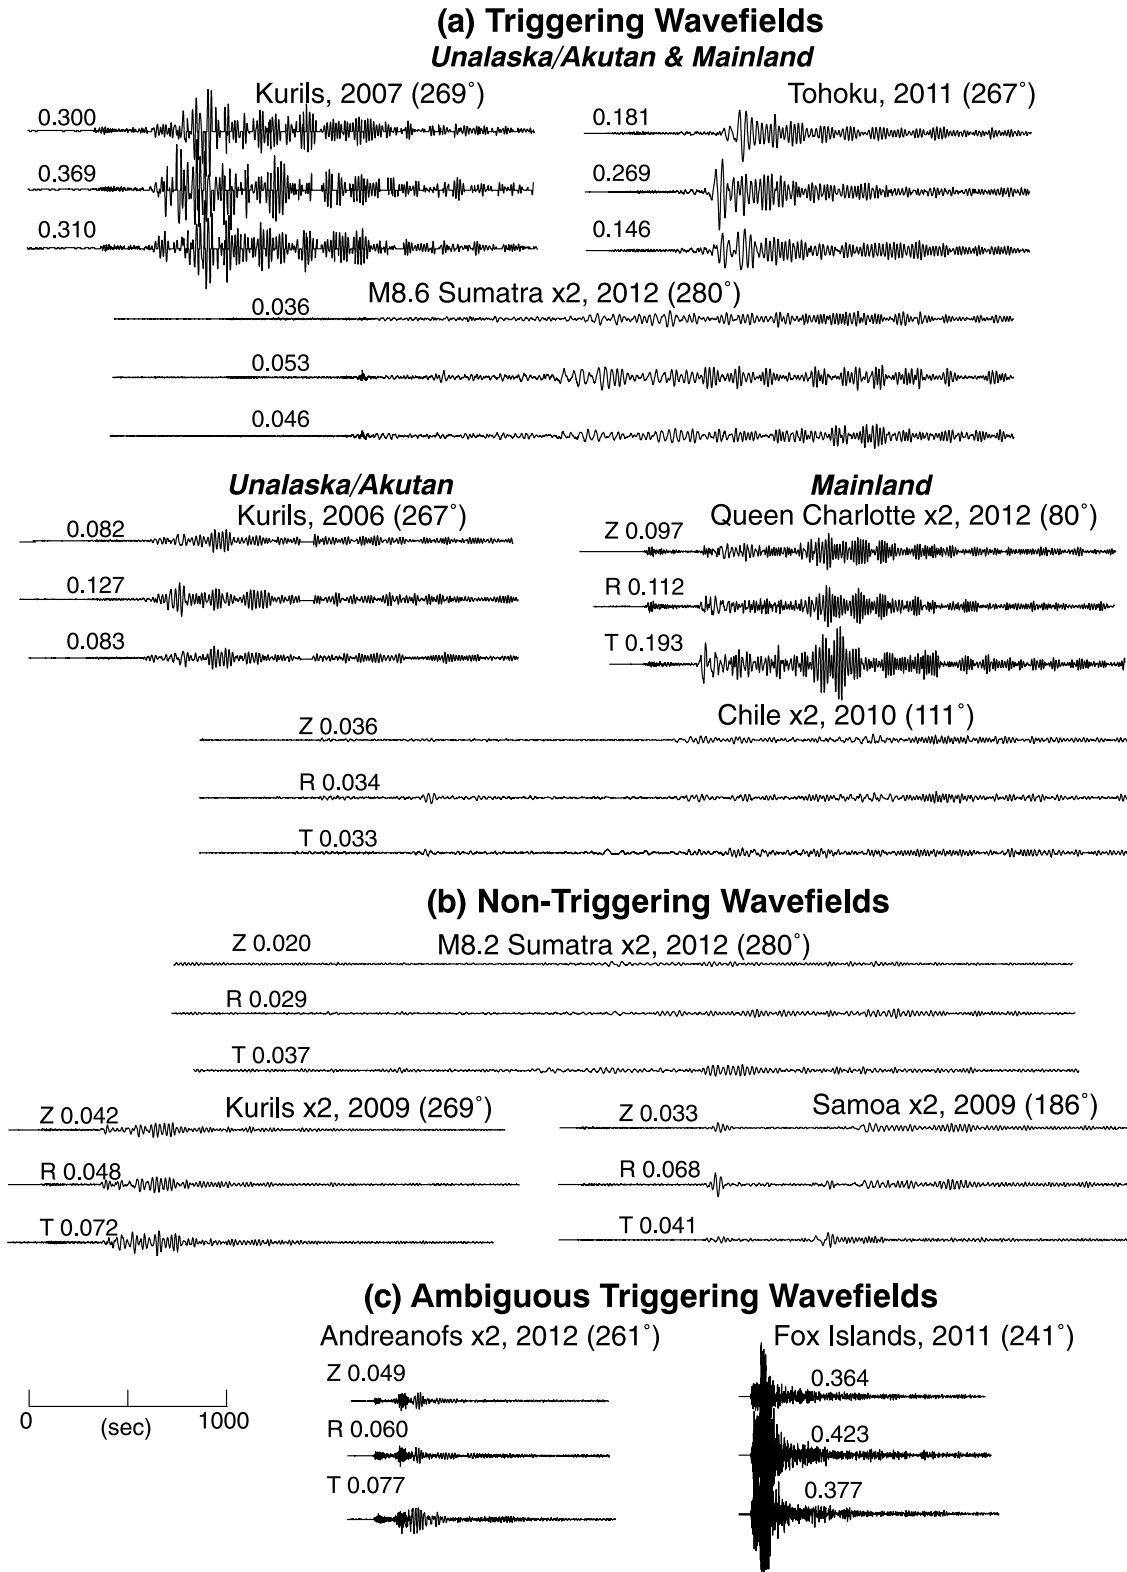 (a) Triggering Wavefields
Unalaska/Akutan & Mainland
Kurils, 2007 (269°)
0.300
0.369
0.310
Tohoku, 2011 (267°)
0.181
0.269
0.146
M8.6 Sumatra x2, 2012 (280°)
0.036
0.053
0.046
Unalaska/Akutan
Kurils, 2006 (267°)
0.082
0.127
0.083
Mainland
Queen Charlotte x2, 2012 (80°)
Z 0.097
R 0.112
T 0.193
Chile x2, 2010 (111°)
Z 0.036
R 0.034
T 0.033
(b) Non-Triggering Wavefields
M8.2 Sumatra x2, 2012 (280°)
Z 0.020
R 0.029
T 0.037
Kurils x2, 2009 (269°)
Z 0.042
R 0.048
T 0.072
Samoa x2, 2009 (186°)
Z 0.033
R 0.068
T 0.041
(c) Ambiguous Triggering Wavefields
Andreanofs x2, 2012 (261°)
Z 0.049
R 0.060
T 0.077
Fox Islands, 2011 (241°)
0.364
0.423
0.377
0 (sec) 1000